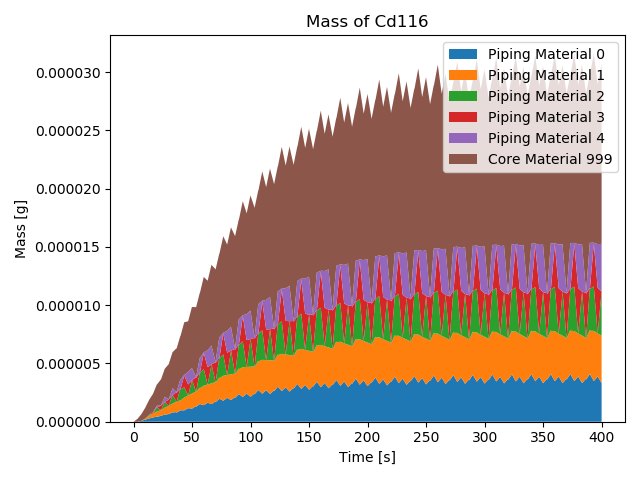 Mass of Cd116
Piping Material 0
Piping Material 1
Piping Material 2
Piping Material 3
Piping Material 4
Core Material 999
Mass [g]
0.000030
0.000025
0.000020
0.000015
0.000010
0.000005
0.000000
0 50 100 150 200 250 300 350 400
Time [s]